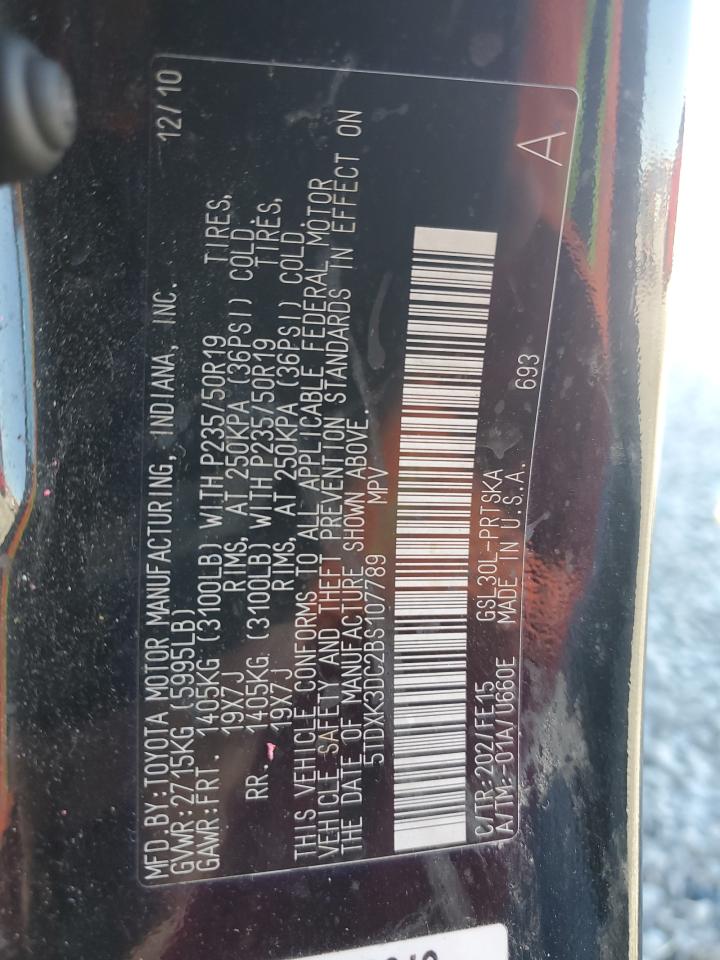 MFD.BY:TOYOTA MOTOR MANUFACTURING, INDIANA, INC. 12/10
GVWR:2715KG(5995LB)
GAWR:FRT. 1405KG (3100LB) WITH P235/50R19 TIRES,
19X7J RIMS, AT 250KPA (36PSI) COLD
RR. 1405KG (3100LB) WITH P235/50R19 TIRES,
19X7J RIMS, AT 250KPA (36PSI) COLD.
THIS VEHICLE CONFORMS TO ALL APPLICABLE FEDERAL MOTOR
VEHICLE SAFETY AND THEFT PREVENTION STANDARDS IN EFFECT ON
THE DATE OF MANUFACTURE SHOWN ABOVE.
5TDXK3DC2BS107789 MPV
C/TR:202/FE15 GSL30L-PRTSKA A
A/TM:-01A/U660E MADE IN U.S.A.
693